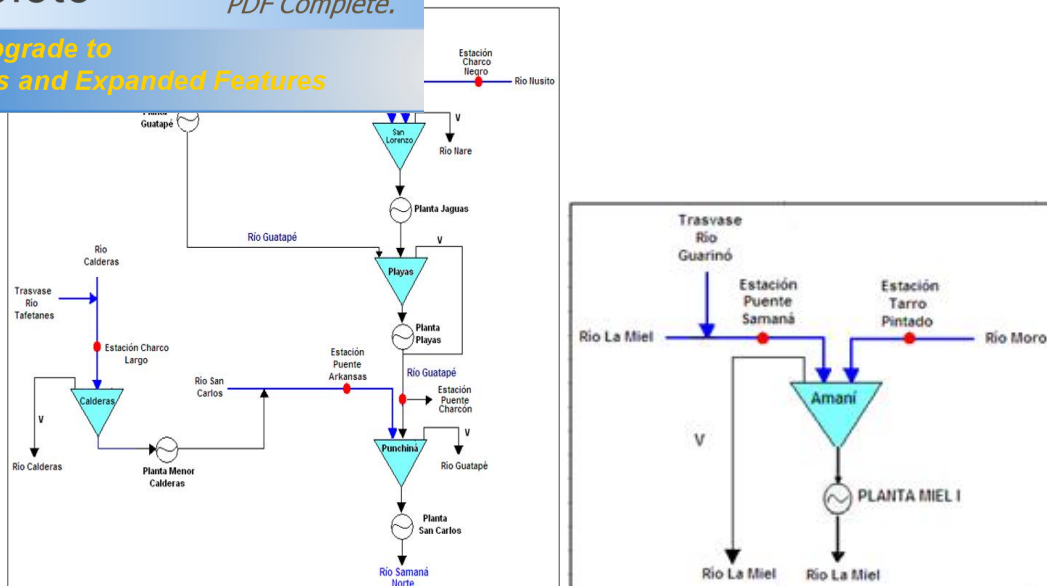 PDF Complete.
s and Expanded Features
Estación
Charco
Negro
Río Nusito
Guatapé
V
San
Lorenzo
Río Nare
Planta Jaguas
Río Guatapé
V
Playas
Planta
Playas
Río
Calderas
Trasvase
Río
Tafetanes
Estación Charco
Largo
Calderas
V
Río Calderas
Planta Menor
Calderas
Río San
Carlos
Estación
Puente
Arkansas
Río Guatapé
Estación
Puente
Charcón
V
Punchiná
Río Guatapé
Planta
San Carlos
Río Samaná
Norte
Trasvase
Río
Guarinó
Estación
Puente
Samaná
Estación
Tarro
Pintado
Río La Miel
Río Moro
Amaní
V
PLANTA MIEL I
Río La Miel
Río La Miel